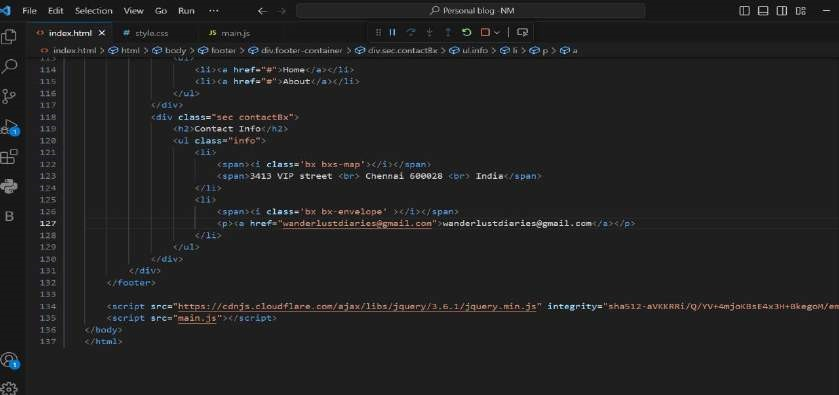 File Edit Selection View Go Run ··· ← → Personal blog -NM
index.html × style.css main.js
index.html > html > body > footer > div.footer-container > div.sec.contactBx > ul.info > li > p > a
113 <ul>
114 <li><a href="#">Home</a></li>
115 <li><a href="#">About</a></li>
116 </ul>
117 </div>
118 <div class="sec contactBx">
119 <h2>Contact Info</h2>
120 <ul class="info">
121 <li>
122 <span><i class='bx bxs-map'></i></span>
123 <span>3413 VIP street <br> Chennai 600028 <br> India</span>
124 </li>
125 <li>
126 <span><i class='bx bx-envelope' ></i></span>
127 <p><a href="wanderlustdiaries@gmail.com">wanderlustdiaries@gmail.com</a></p>
128 </li>
129 </ul>
130 </div>
131 </div>
132 </footer>
133
134 <script src="https://cdnjs.cloudflare.com/ajax/libs/jquery/3.6.1/jquery.min.js" integrity="sha512-aVKKRRi/Q/YV+4mjoKBsE4x3H+BkegoM/em
135 <script src="main.js"></script>
136 </body>
137 </html>